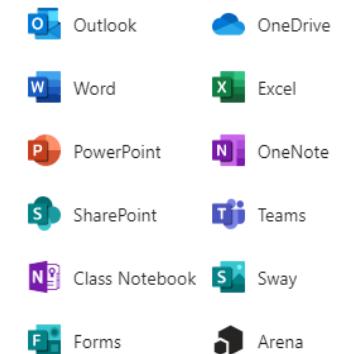 Outlook OneDrive
Word Excel
PowerPoint OneNote
SharePoint Teams
Class Notebook Sway
Forms Arena